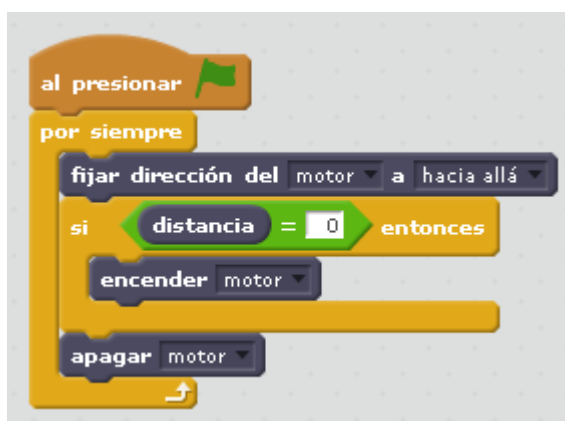 al presionar
por siempre
fijar dirección del motor a hacia allá
si distancia = 0 entonces
encender motor
apagar motor